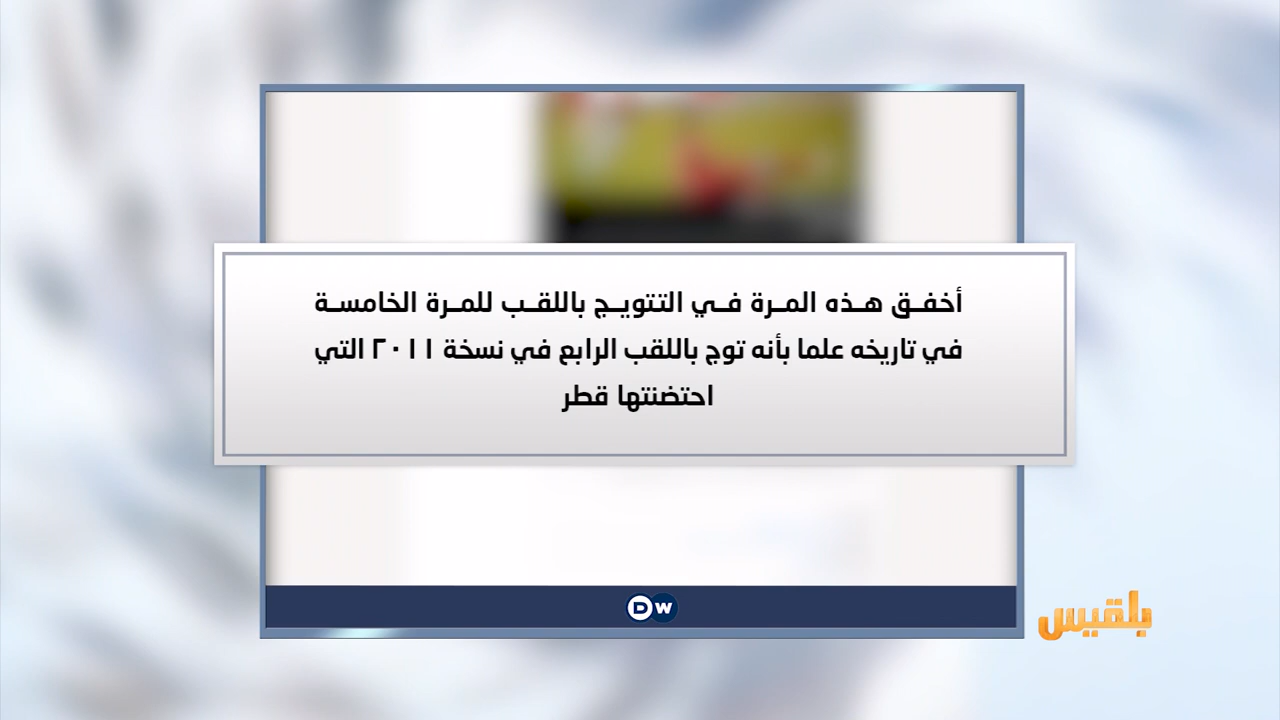 أخفق هذه المرة في التتويج باللقب للمرة الخامسة
في تاريخه علما بأنه توج باللقب الرابع في نسخة ٢٠١١ التي
احتضنتها قطر
DW
بلقيس